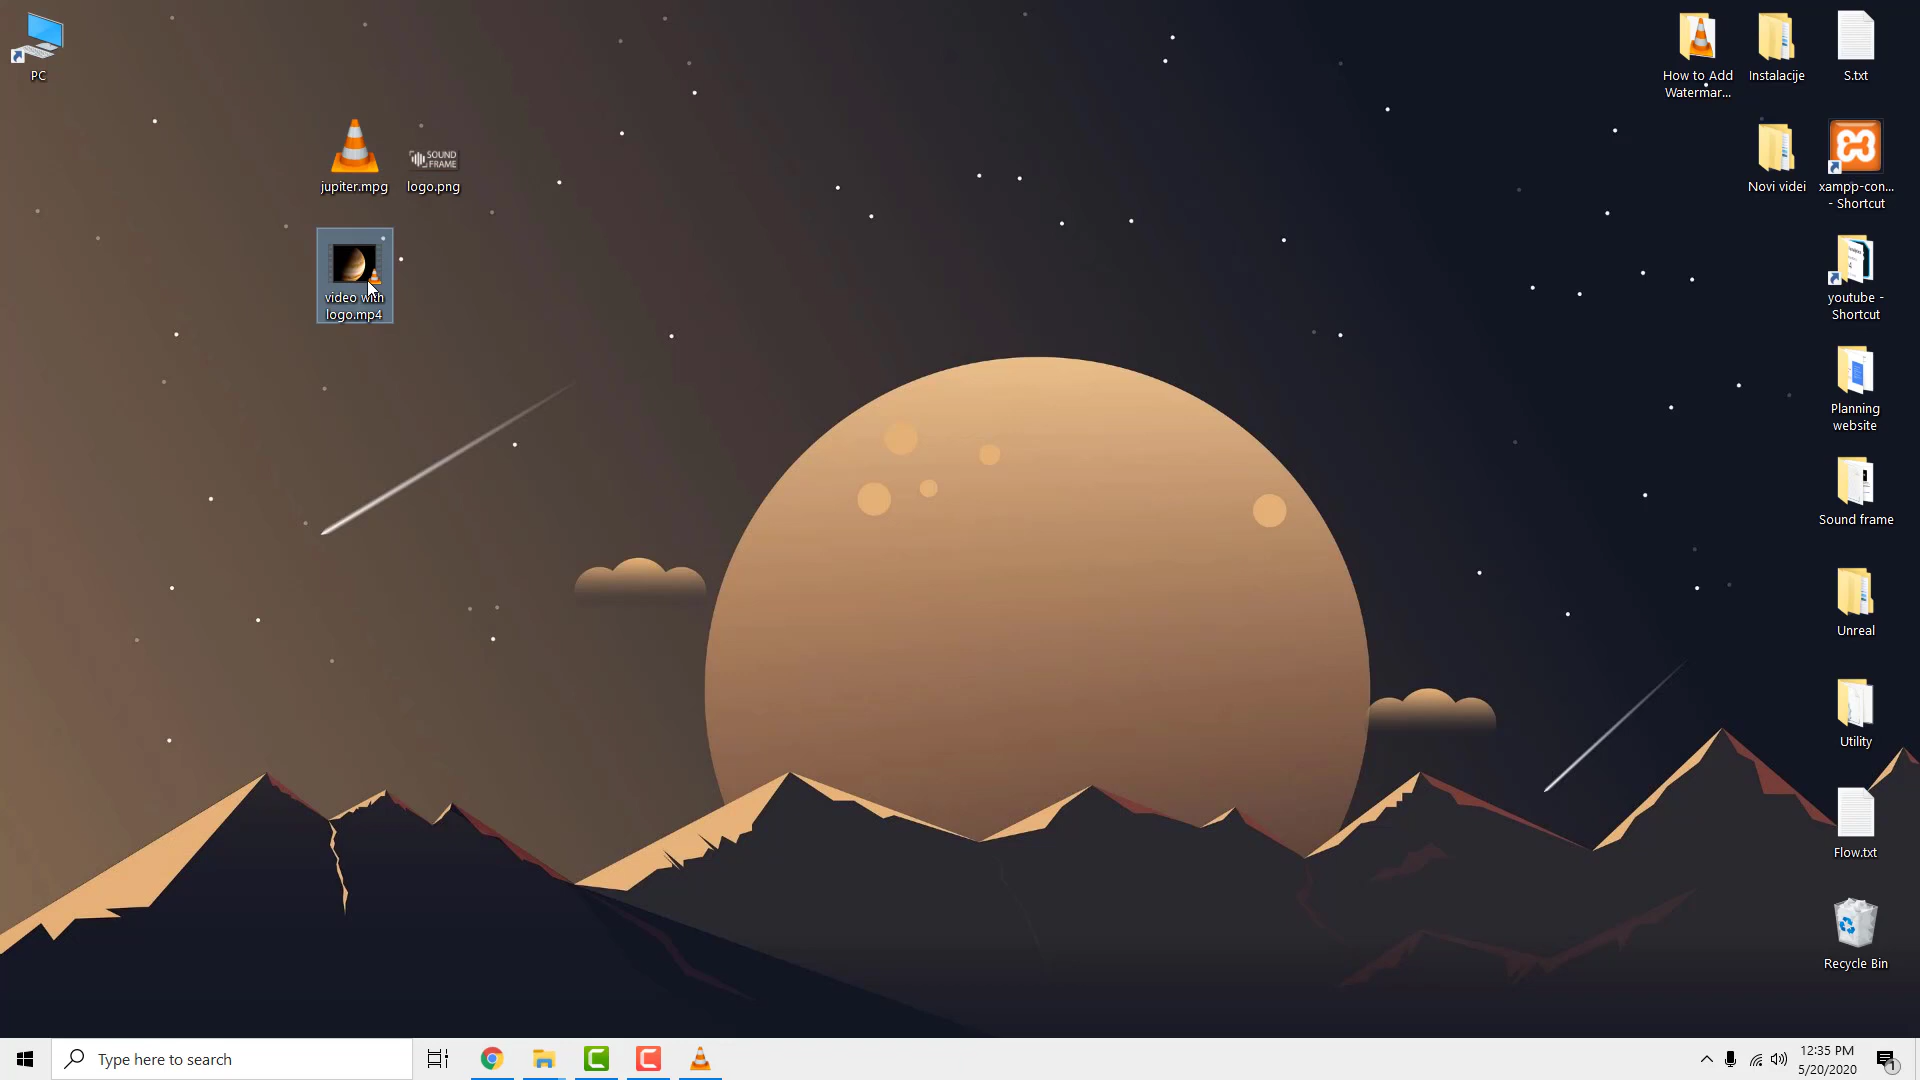 PC
jupiter.mpg
SOUND
FRAME
logo.png
video with
logo.mp4
How to Add
Watermar...
Instalacije
S.txt
Novi videi
xampp-con...
- Shortcut
youtube -
Shortcut
Planning
website
Sound frame
Unreal
Utility
Flow.txt
Recycle Bin
Type here to search
12:35 PM
5/20/2020
1